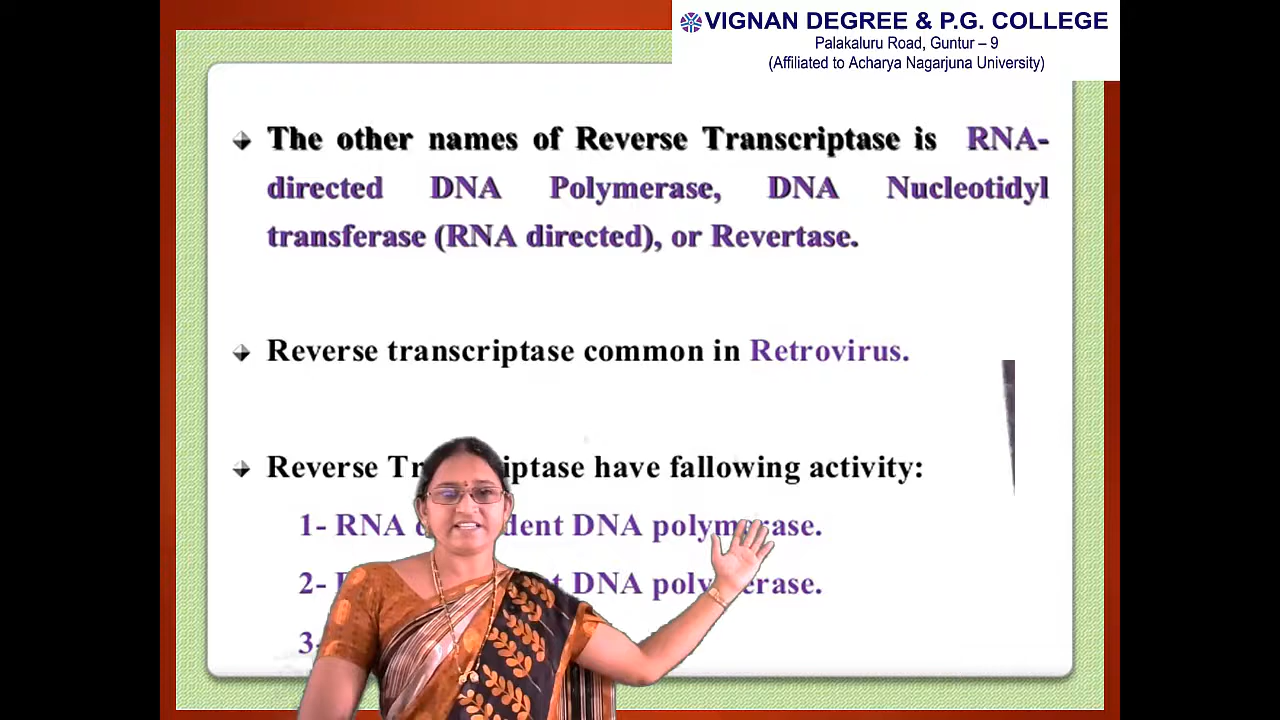 VIGNAN DEGREE & P.G. COLLEGE
Palakaluru Road, Guntur – 9
(Affiliated to Acharya Nagarjuna University)
The other names of Reverse Transcriptase is RNA-
directed DNA Polymerase, DNA Nucleotidyl
transferase (RNA directed), or Revertase.
Reverse transcriptase common in Retrovirus.
Reverse have fallowing activity:
1- RNA DNA polymerase.
2- DNA polymerase.
3-